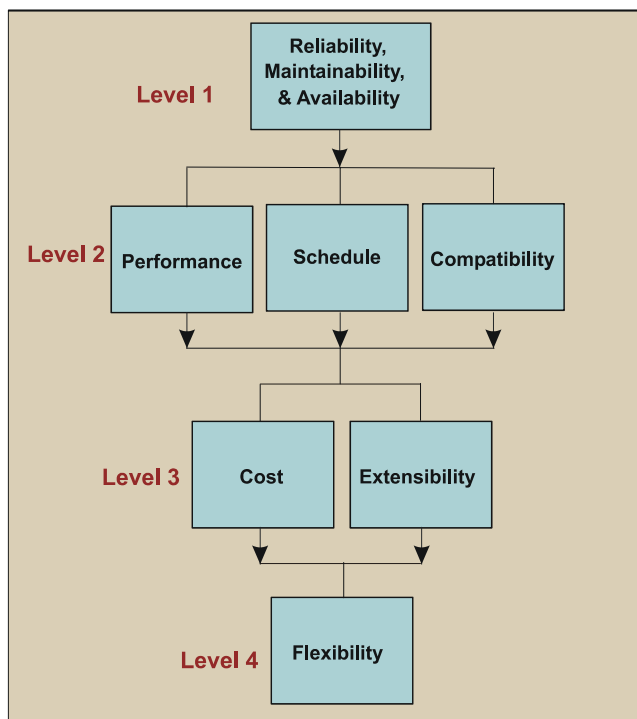 Reliability,
Maintainability,
& Availability
Level 1
Level 2
Performance
Schedule
Compatibility
Level 3
Cost
Extensibility
Level 4
Flexibility